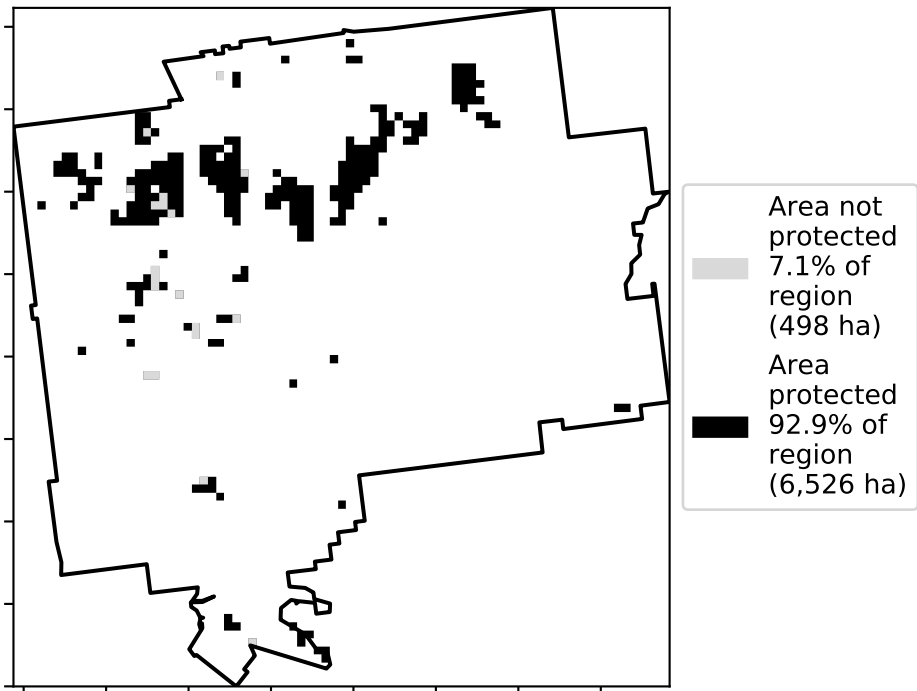 Area not
protected
7.1% of
region
(498 ha)
Area
protected
92.9% of
region
(6,526 ha)